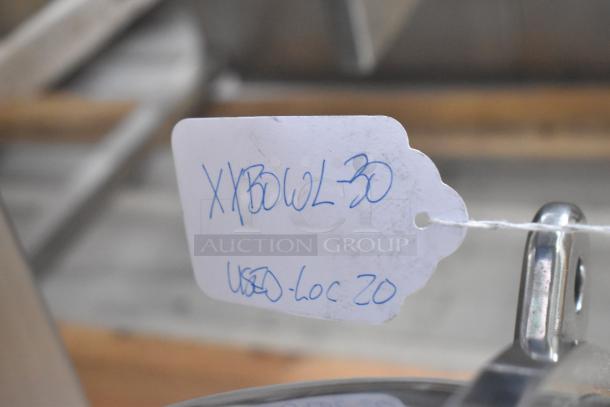 XXBOWL-30
AUCTION GROUP
USED-LOC 20